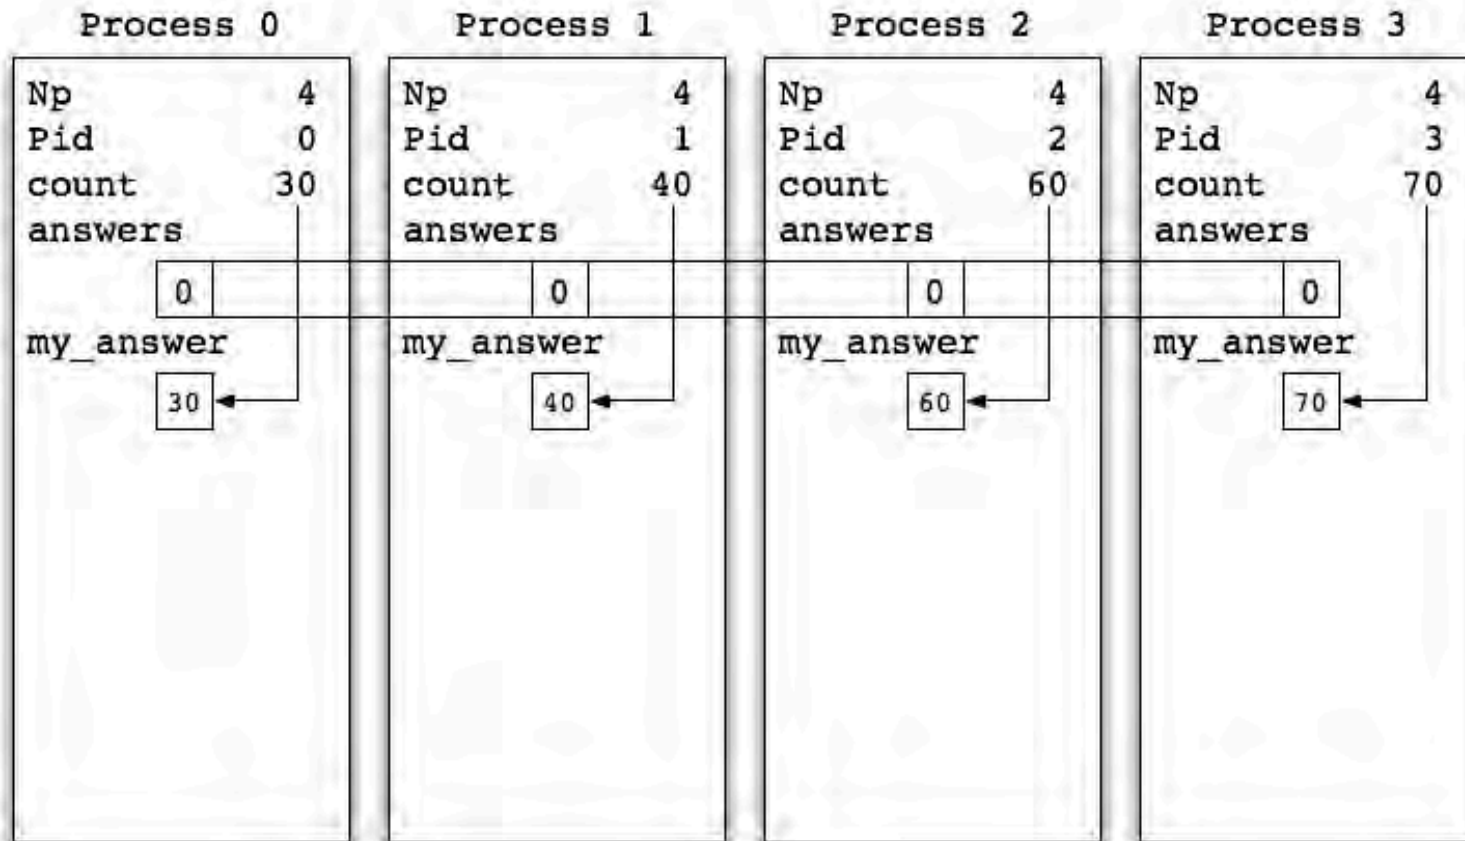 Process 0 Process 1 Process 2 Process 3
Np 4 Np 4 Np 4 Np 4
Pid 0 Pid 1 Pid 2 Pid 3
count 30 count 40 count 60 count 70
answers answers answers answers
0 0 0 0
my_answer my_answer my_answer my_answer
30 40 60 70